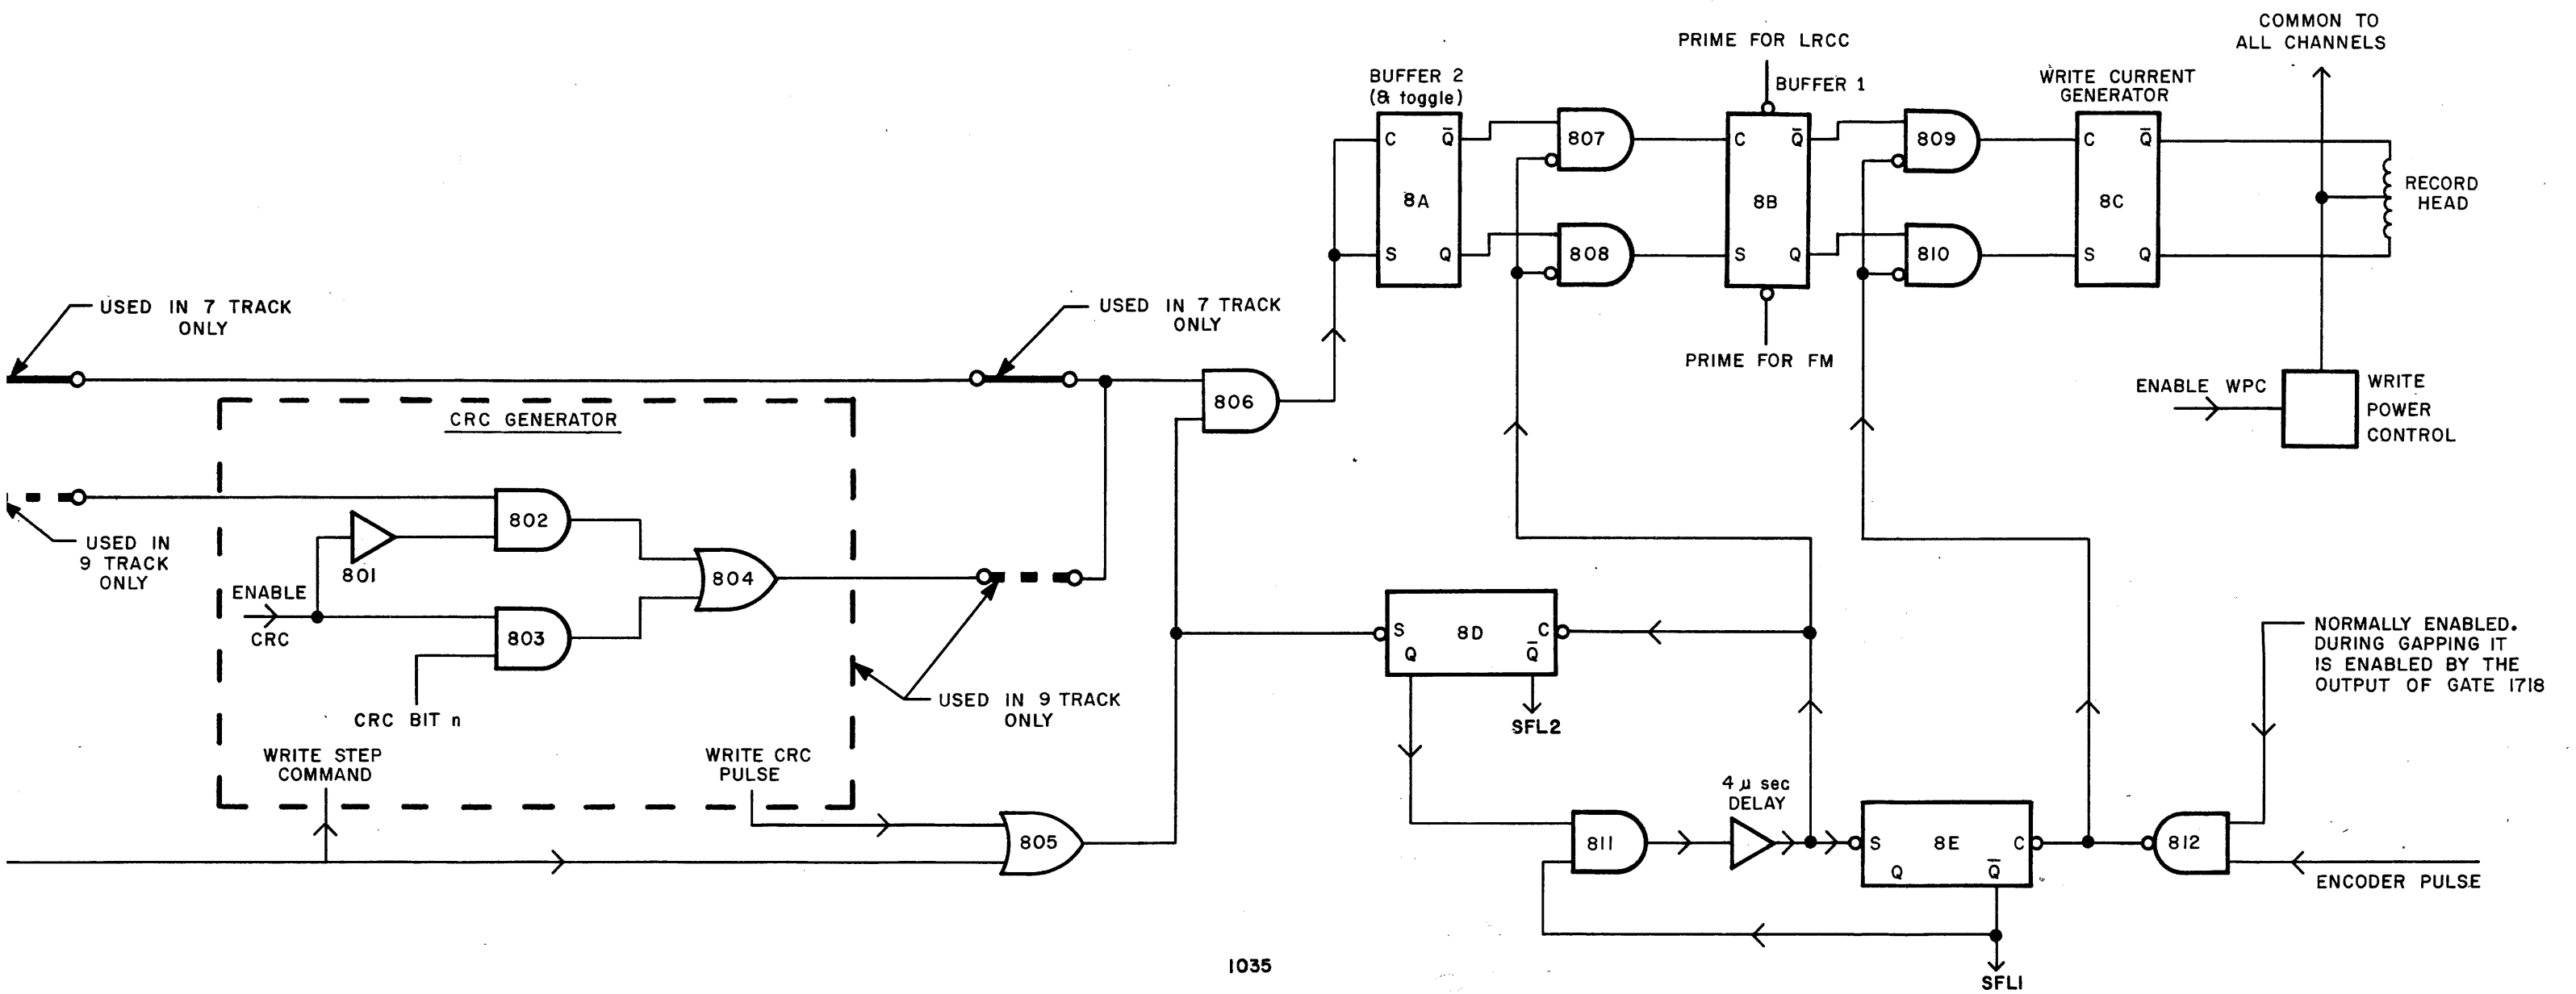 COMMON TO
ALL CHANNELS
PRIME FOR LRCC
BUFFER 2
(& toggle)
BUFFER 1
WRITE CURRENT
GENERATOR
C Q̅
807
C Q̅
809
C Q̅
8A
8B
8C
RECORD
HEAD
S Q
808
S Q
810
S Q
USED IN 7 TRACK
ONLY
USED IN 7 TRACK
ONLY
PRIME FOR FM
806
ENABLE WPC
WRITE
POWER
CONTROL
CRC GENERATOR
802
801
USED IN
9 TRACK
ONLY
804
ENABLE
CRC
803
CRC BIT n
USED IN 9 TRACK
ONLY
S 8D C
Q Q̅
SFL2
NORMALLY ENABLED.
DURING GAPPING IT
IS ENABLED BY THE
OUTPUT OF GATE 1718
WRITE STEP
COMMAND
WRITE CRC
PULSE
4 μ sec
DELAY
805
811
S 8E C
Q Q̅
812
ENCODER PULSE
SFL1
1035